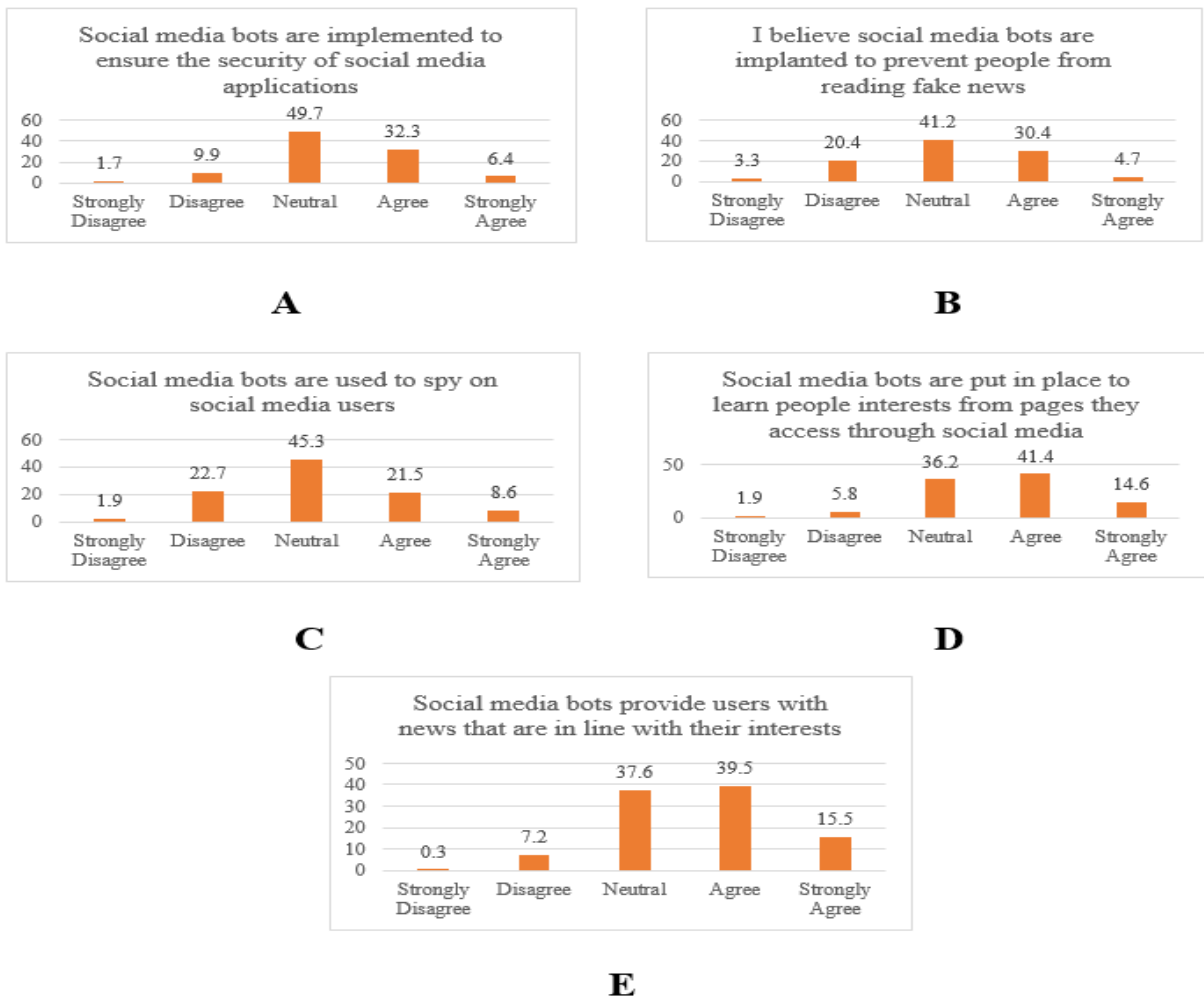 Social media bots are implemented to
ensure the security of social media
applications
60
40
20
0
1.7
9.9
49.7
32.3
6.4
Strongly
Disagree
Disagree
Neutral
Agree
Strongly
Agree
A
I believe social media bots are
implanted to prevent people from
reading fake news
60
40
20
0
3.3
20.4
41.2
30.4
4.7
Strongly
Disagree
Disagree
Neutral
Agree
Strongly
Agree
B
Social media bots are used to spy on
social media users
60
40
20
0
1.9
22.7
45.3
21.5
8.6
Strongly
Disagree
Disagree
Neutral
Agree
Strongly
Agree
C
Social media bots are put in place to
learn people interests from pages they
access through social media
50
0
1.9
5.8
36.2
41.4
14.6
Strongly
Disagree
Disagree
Neutral
Agree
Strongly
Agree
D
Social media bots provide users with
news that are in line with their interests
50
40
30
20
10
0
0.3
7.2
37.6
39.5
15.5
Strongly
Disagree
Disagree
Neutral
Agree
Strongly
Agree
E